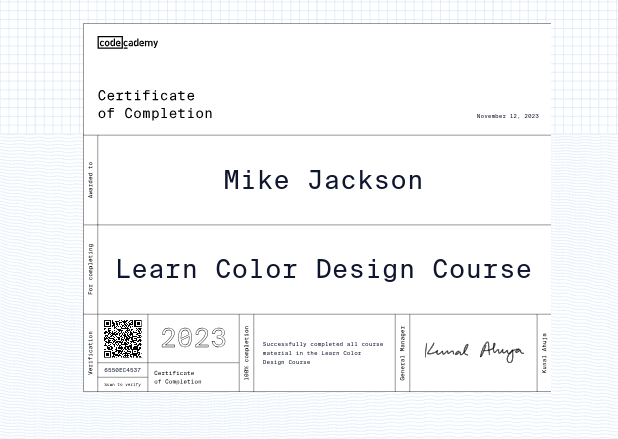 codecademy
Certificate
of Completion
November 12, 2023
Awarded to
Mike Jackson
For completing
Learn Color Design Course
Verification
6550EC4537
Scan to verify
2023
Certificate
of Completion
100% completion
Successfully completed all course
material in the Learn Color
Design Course
General Manager
Kunal Ahuja
Kunal Ahuja